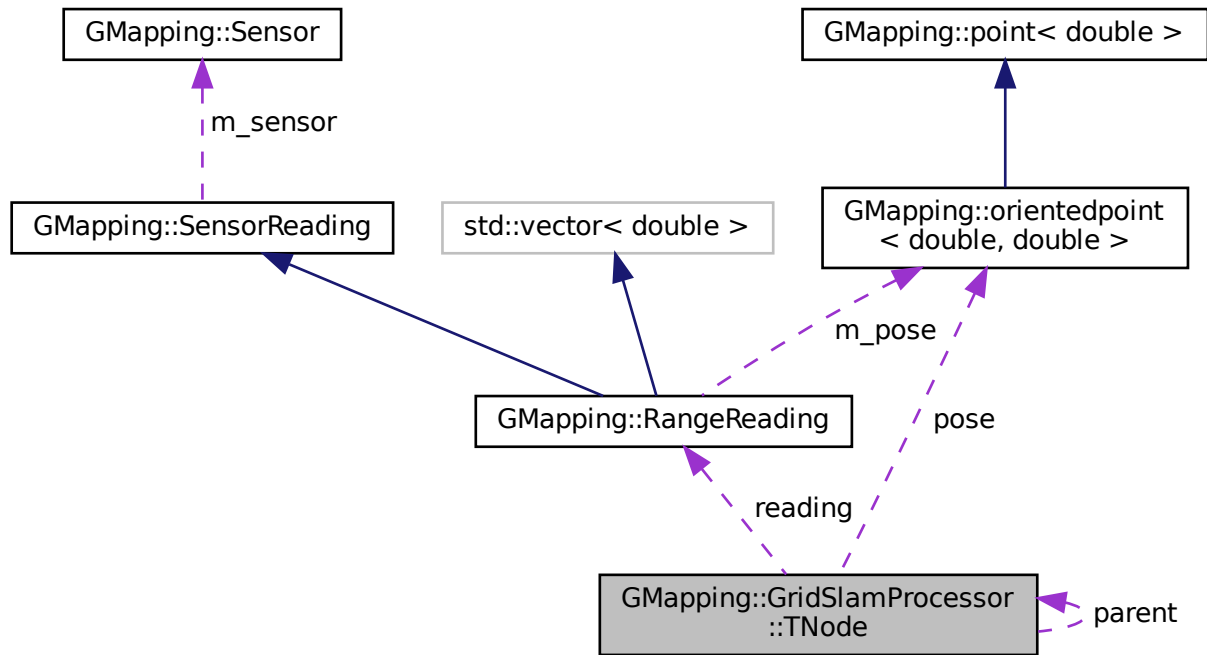 GMapping::Sensor
GMapping::point< double >
m_sensor
GMapping::SensorReading
std::vector< double >
GMapping::orientedpoint
< double, double >
m_pose
GMapping::RangeReading
pose
reading
GMapping::GridSlamProcessor
::TNode
parent